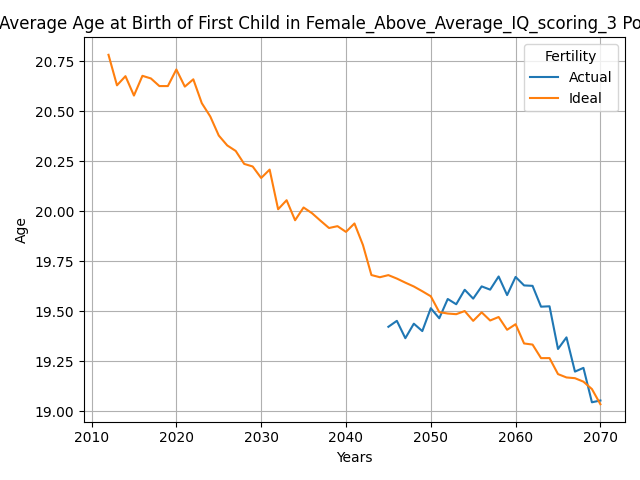 Average Age at Birth of First Child in Female_Above_Average_IQ_scoring_3 Po
Fertility
Actual
Ideal
20.75
20.50
20.25
20.00
19.75
19.50
19.25
19.00
Age
2010 2020 2030 2040 2050 2060 2070
Years